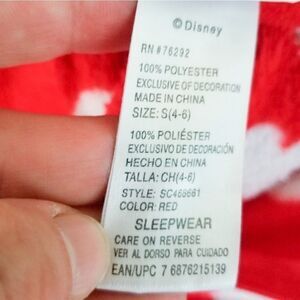 ©Disney
RN #76292
100% POLYESTER
EXCLUSIVE OF DECORATION
MADE IN CHINA
SIZE: S(4-6)
100% POLIÉSTER
EXCLUSIVO DE DECORACIÓN
HECHO EN CHINA
TALLA: CH(4-6)
STYLE: SC468661
COLOR: RED
SLEEPWEAR
CARE ON REVERSE
VER AL DORSO PARA CUIDADO
EAN/UPC 7 6876215139